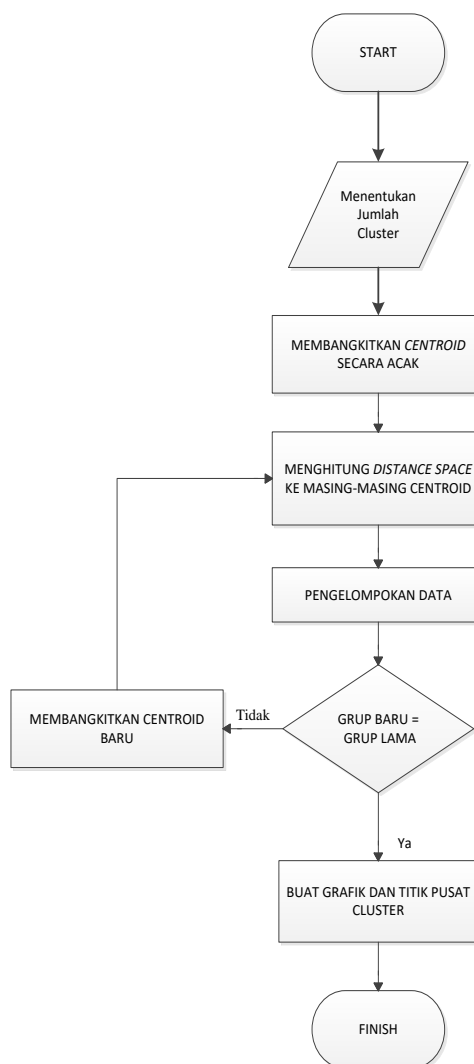 START
Menentukan
Jumlah
Cluster
MEMBANGKITKAN CENTROID
SECARA ACAK
MENGHITUNG DISTANCE SPACE
KE MASING-MASING CENTROID
PENGELOMPOKAN DATA
GRUP BARU =
GRUP LAMA
Tidak
MEMBANGKITKAN CENTROID
BARU
Ya
BUAT GRAFIK DAN TITIK PUSAT
CLUSTER
FINISH